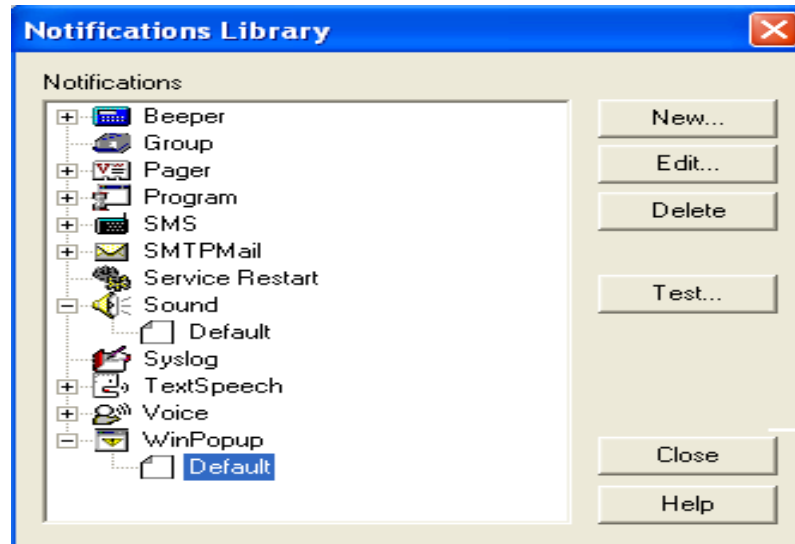 Notifications Library
Notifications
Beeper
Group
Pager
Program
SMS
SMTPMail
Service Restart
Sound
Default
Syslog
TextSpeech
Voice
WinPopup
Default
New...
Edit...
Delete
Test...
Close
Help